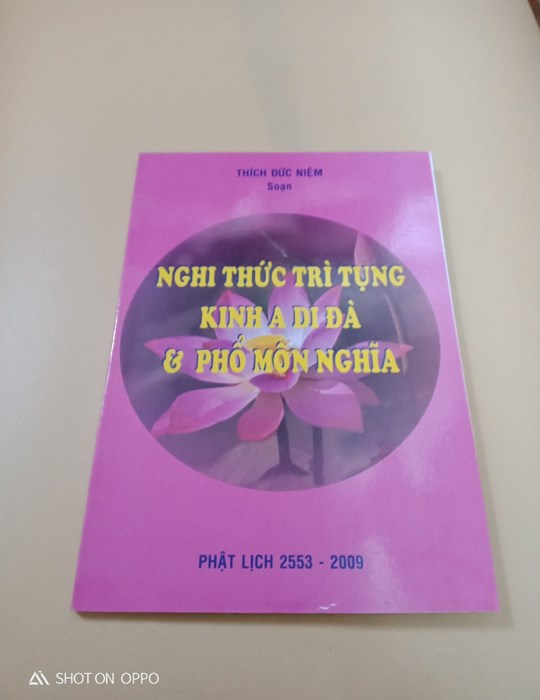 THÍCH ĐỨC NIỆM
Soạn
NGHI THỨC TRÌ TỤNG
KINH A DI ĐÀ
& PHỔ MÔN NGHĨA
PHẬT LỊCH 2553 - 2009
SHOT ON OPPO